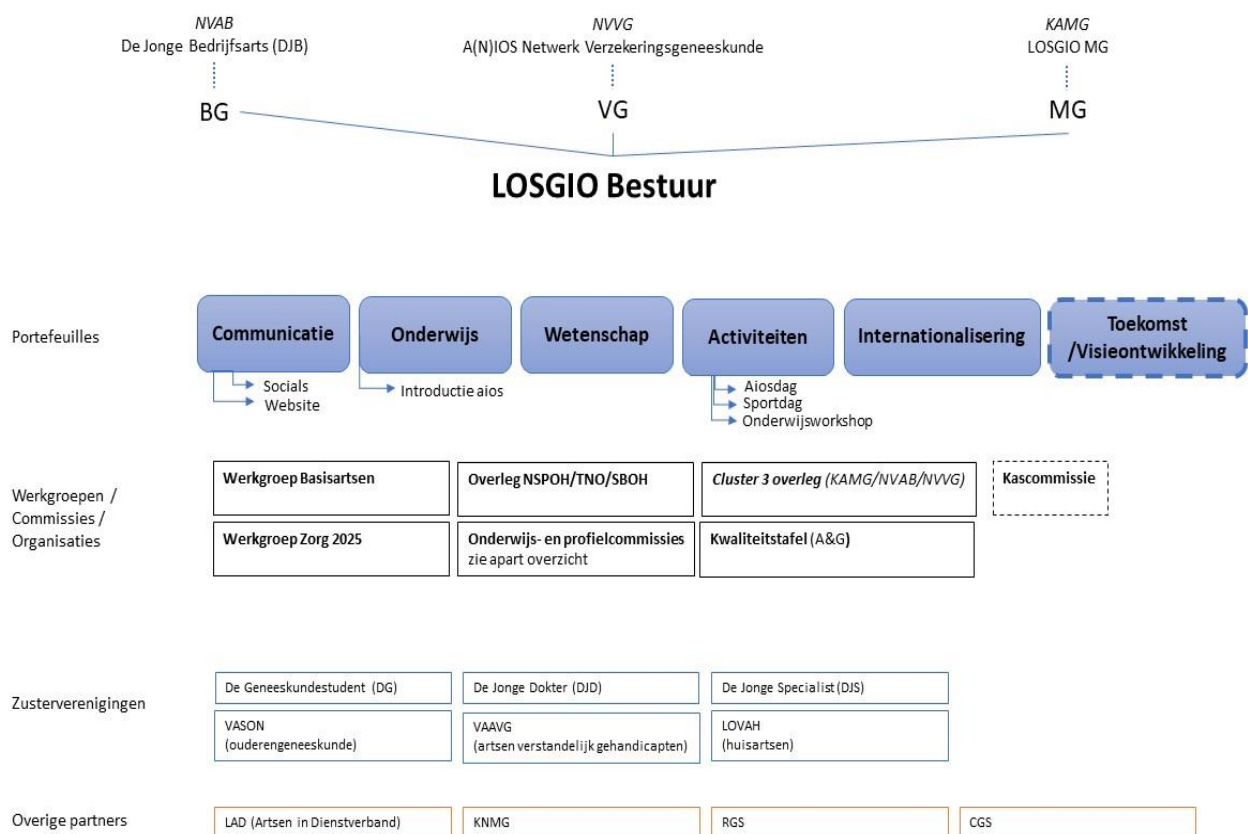 NVAB
De Jonge Bedrijfsarts (DJB)
NVVG
A(N)IOS Netwerk Verzekeringsgeneeskunde
KAMG
LOSGIO MG
BG
VG
MG
LOSGIO Bestuur
Portefeuilles
Communicatie
Socials
Website
Onderwijs
Introductie aios
Wetenschap
Activiteiten
Aiosdag
Sportdag
Onderwijsworkshop
Internationalisering
Toekomst
/Visieontwikkeling
Werkgroepen /
Commissies /
Organisaties
Werkgroep Basisartsen
Overleg NSPOH/TNO/SBOH
Cluster 3 overleg (KAMG/NVAB/NVVG)
Kascommissie
Werkgroep Zorg 2025
Onderwijs- en profielcommissies
zie apart overzicht
Kwaliteitstafel (A&G)
Zusterverenigingen
De Geneeskundestudent (DG)
De Jonge Dokter (DJD)
De Jonge Specialist (DJS)
VASON
(ouderengeneeskunde)
VAAVG
(artsen verstandelijk gehandicapten)
LOVAH
(huisartsen)
Overige partners
LAD (Artsen in Dienstverband)
KNMG
RGS
CGS